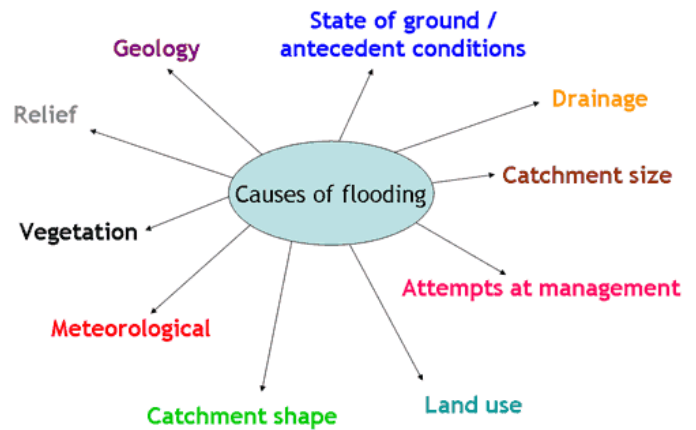 State of ground /
antecedent conditions
Geology
Drainage
Relief
Catchment size
Causes of flooding
Vegetation
Attempts at management
Meteorological
Land use
Catchment shape